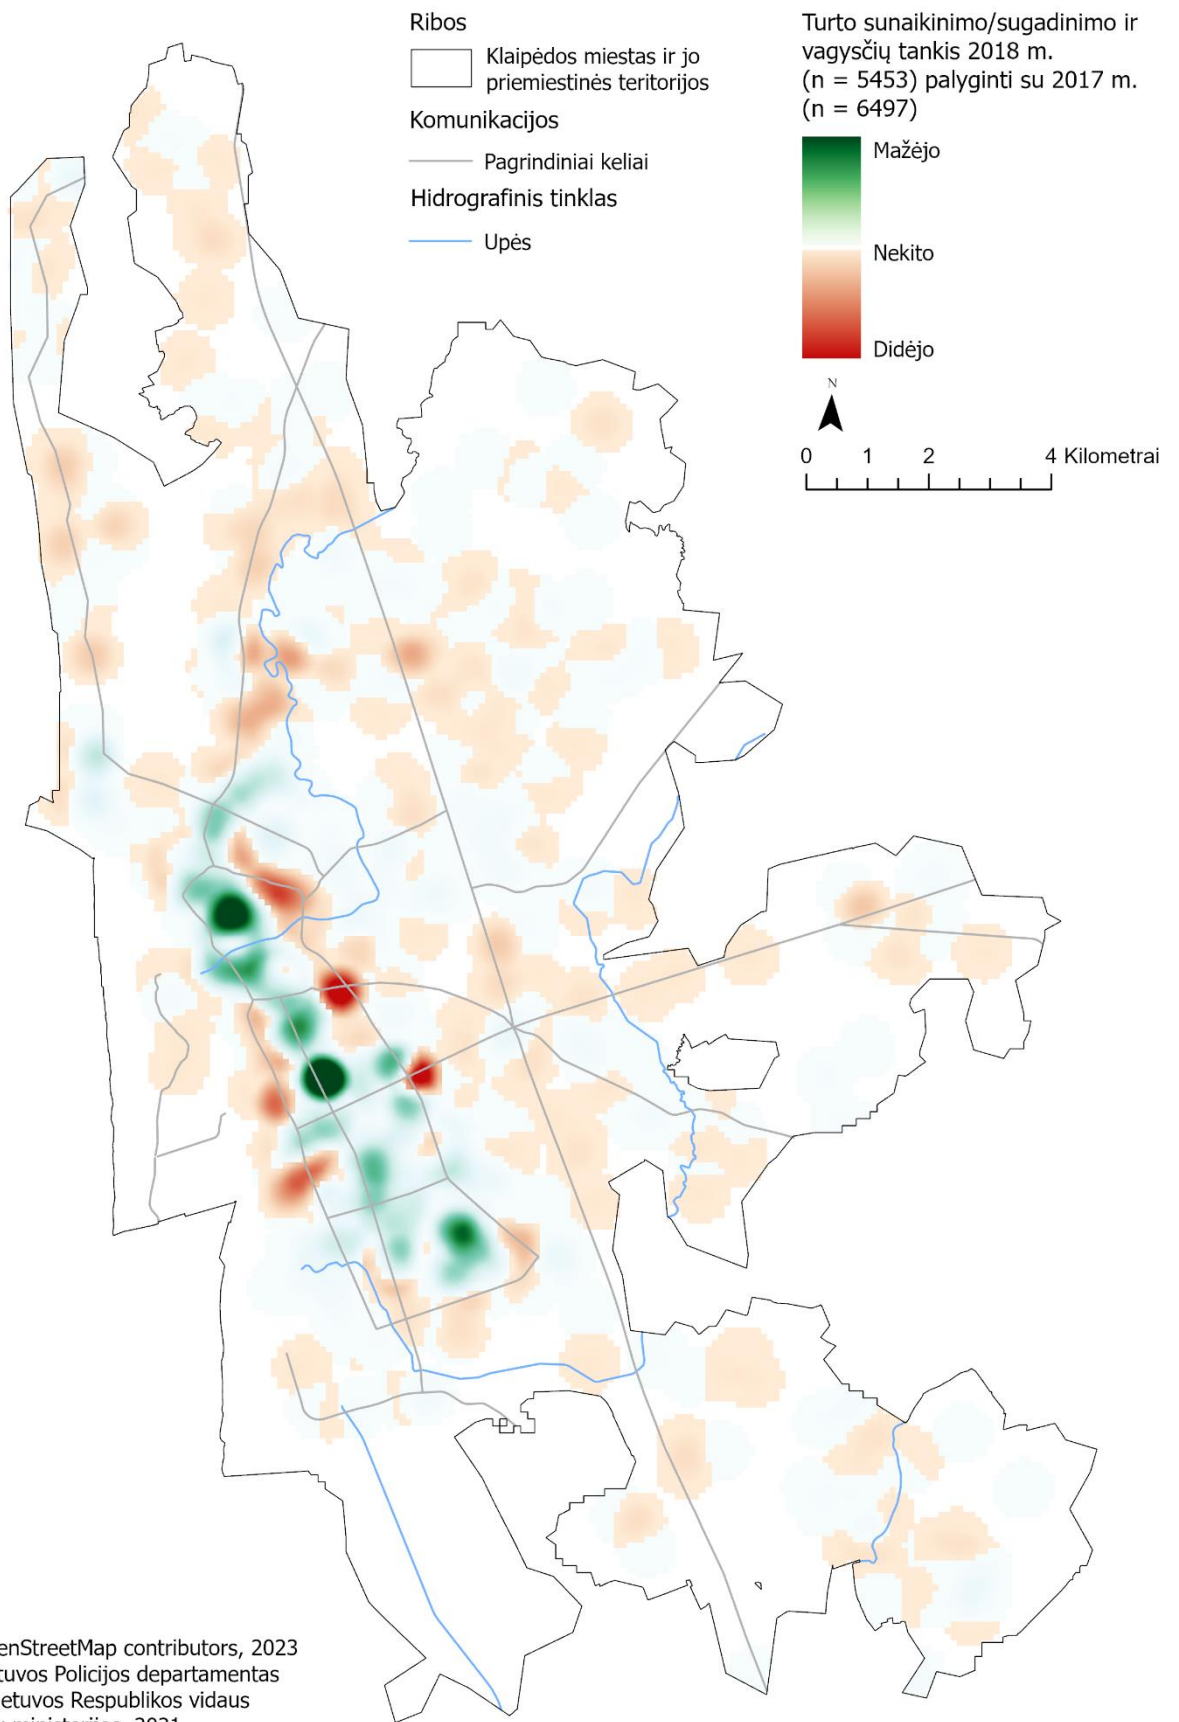 Ribos
Klaipėdos miestas ir jo
priemiestinės teritorijos
Komunikacijos
Pagrindiniai keliai
Hidrografinis tinklas
Upės
Turto sunaikinimo/sugadinimo ir
vagysčių tankis 2018 m.
(n = 5453) palyginti su 2017 m.
(n = 6497)
Mažėjo
Nekito
Didėjo
N
0 1 2 4 Kilometrai
enStreetMap contributors, 2023
tuvos Policijos departamentas
ietuvos Respublikos vidaus